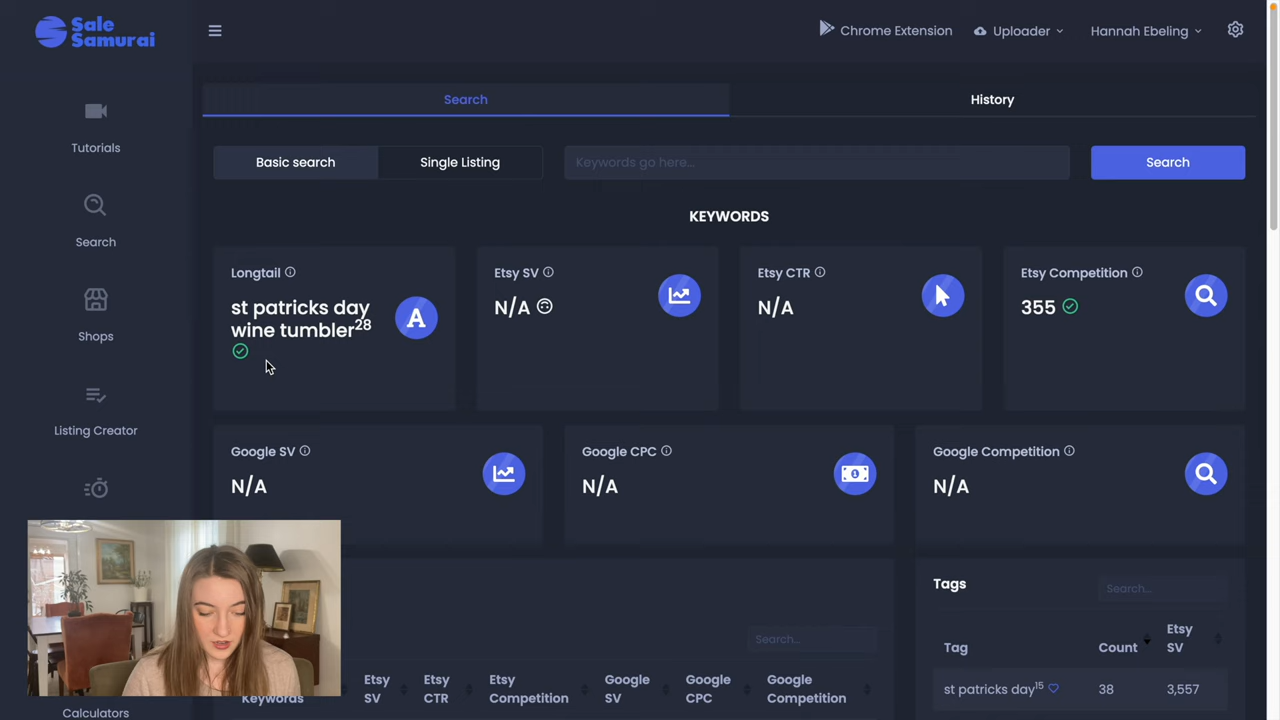 Sale
Samurai
Chrome Extension
Uploader
Hannah Ebeling
Search
History
Tutorials
Basic search
Single Listing
Keywords go here...
Search
Search
KEYWORDS
Longtail
st patricks day
wine tumbler28
A
Etsy SV
N/A
Etsy CTR
N/A
Etsy Competition
355
Shops
Listing Creator
Google SV
N/A
Google CPC
N/A
Google Competition
N/A
Tags
Search...
Search...
Tag
Count
Etsy
SV
Keywords
Etsy
SV
Etsy
CTR
Etsy
Competition
Google
SV
Google
CPC
Google
Competition
st patricks day15
38
3,557
Calculators